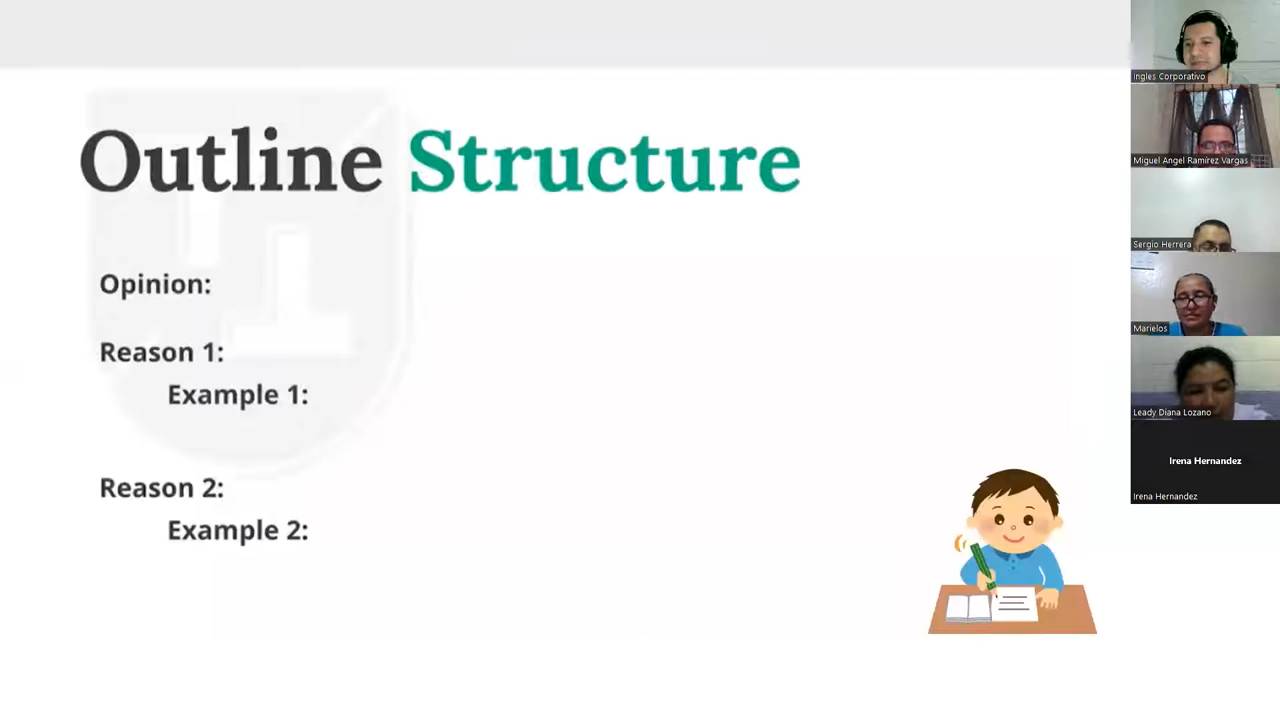 Outline Structure
Opinion:
Reason 1:
Example 1:
Reason 2:
Example 2:
Ingles Corporativo
Miguel Angel Ramírez Vargas
Sergio Herrera
Marielos
Leady Diana Lozano
Irena Hernandez
Irena Hernandez